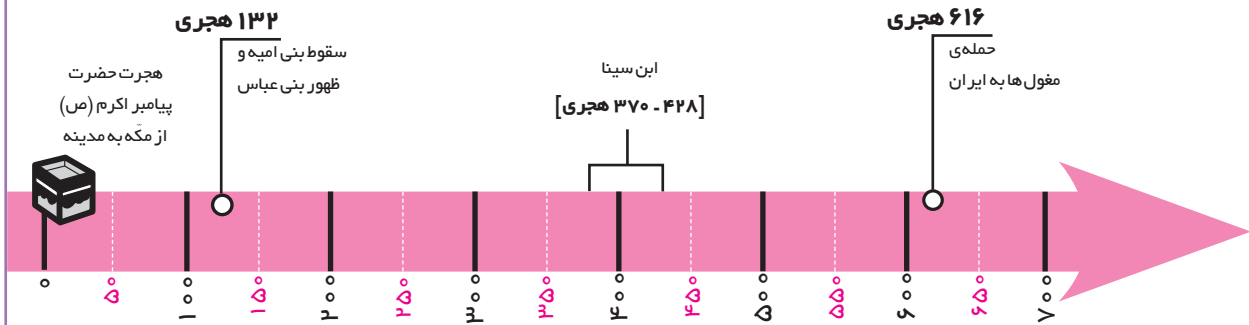 هجرت حضرت
پیامبر اکرم (ص)
از مکّه به مدینه
۱۳۲ هجری
سقوط بنی امیه و
ظهور بنی عباس
ابن سینا
[۳۷۰ - ۴۲۸ هجری]
۶۱۶ هجری
حمله‌ی
مغول‌ها به ایران
۰
۵۰
۱۰۰
۱۵۰
۲۰۰
۲۵۰
۳۰۰
۳۵۰
۴۰۰
۴۵۰
۵۰۰
۵۵۰
۶۰۰
۶۵۰
۷۰۰